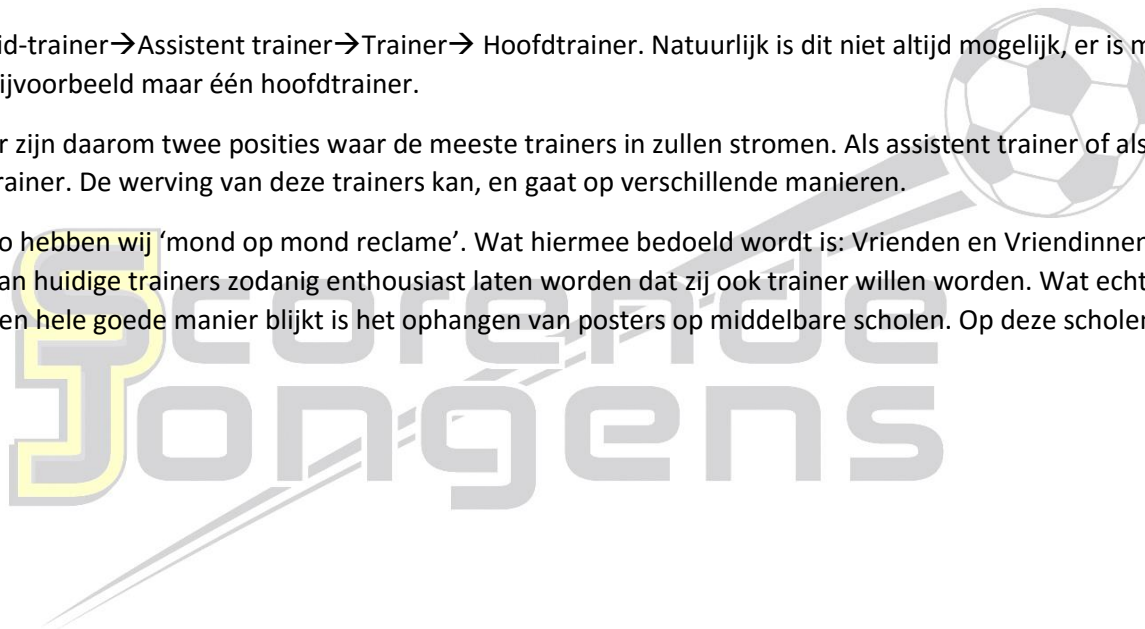 id-trainer→Assistent trainer→Trainer→ Hoofdtrainer. Natuurlijk is dit niet altijd mogelijk, er is m
ijvoorbeeld maar één hoofdtrainer.
r zijn daarom twee posities waar de meeste trainers in zullen stromen. Als assistent trainer of als
rainer. De werving van deze trainers kan, en gaat op verschillende manieren.
o hebben wij ‘mond op mond reclame’. Wat hiermee bedoeld wordt is: Vrienden en Vriendinnen
an huidige trainers zodanig enthousiast laten worden dat zij ook trainer willen worden. Wat echt
en hele goede manier blijkt is het ophangen van posters op middelbare scholen. Op deze scholen
Scorende
Jongens